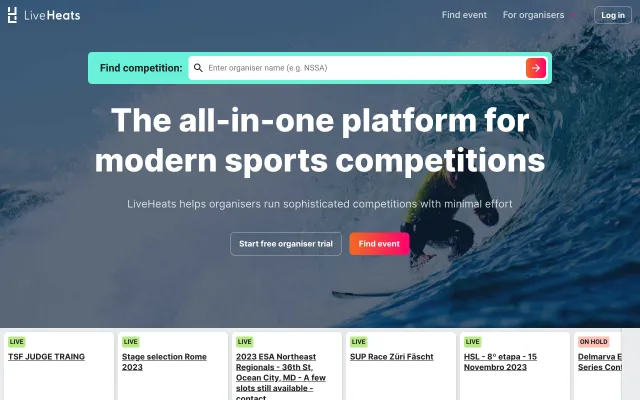 LiveHeats
Find event
For organisers
Log in
Find competition:
Enter organiser name (e.g. NSSA)
The all-in-one platform for
modern sports competitions
LiveHeats helps organisers run sophisticated competitions with minimal effort
Start free organiser trial
Find event
LIVE
TSF JUDGE TRAING
LIVE
Stage selection Rome
2023
LIVE
2023 ESA Northeast
Regionals - 36th St,
Ocean City, MD - A few
slots still available -
contact
LIVE
SUP Race Züri Fäscht
LIVE
HSL - 8º etapa - 15
Novembro 2023
ON HOLD
Delmarva E
Series Cont